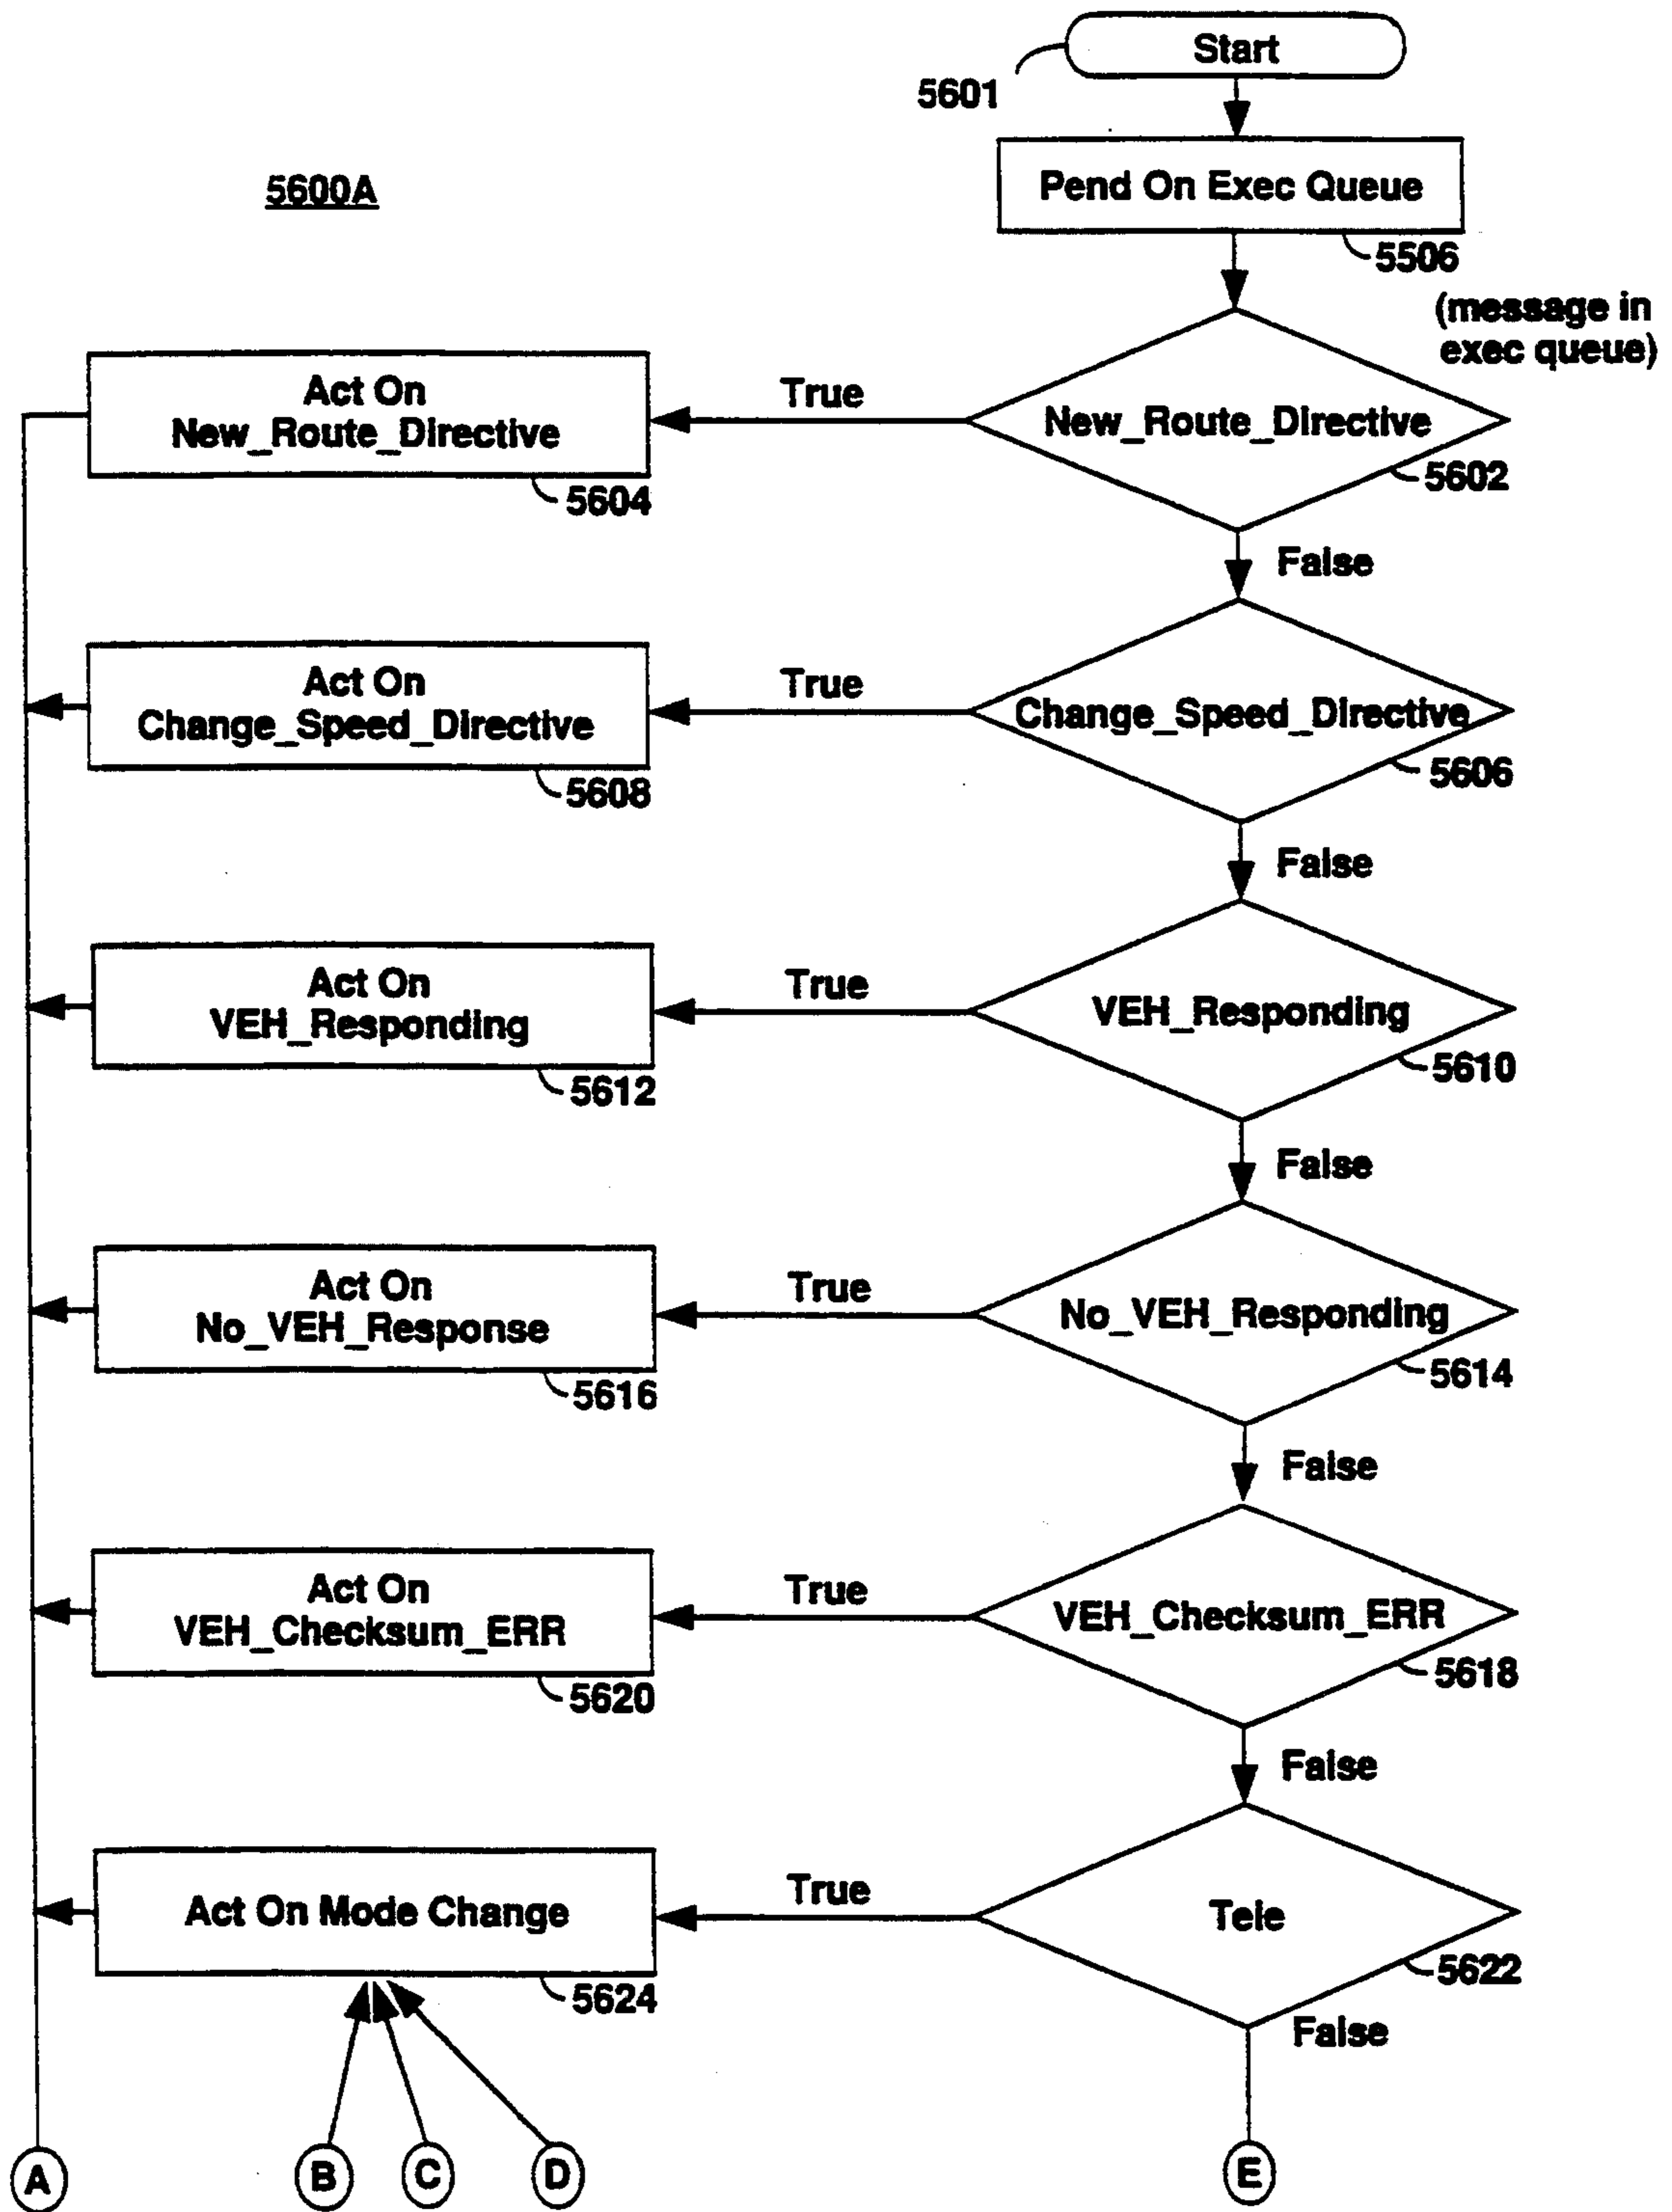 Start
5601
5600A
Pend On Exec Queue
5506
(message in
exec queue)
Act On
New_Route_Directive
5604
True
New_Route_Directive
5602
False
Act On
Change_Speed_Directive
5608
True
Change_Speed_Directive
5606
False
Act On
VEH_Responding
5612
True
VEH_Responding
5610
False
Act On
No_VEH_Response
5616
True
No_VEH_Responding
5614
False
Act On
VEH_Checksum_ERR
5620
True
VEH_Checksum_ERR
5618
False
Act On Mode Change
5624
True
Tele
5622
False
A
B
C
D
E